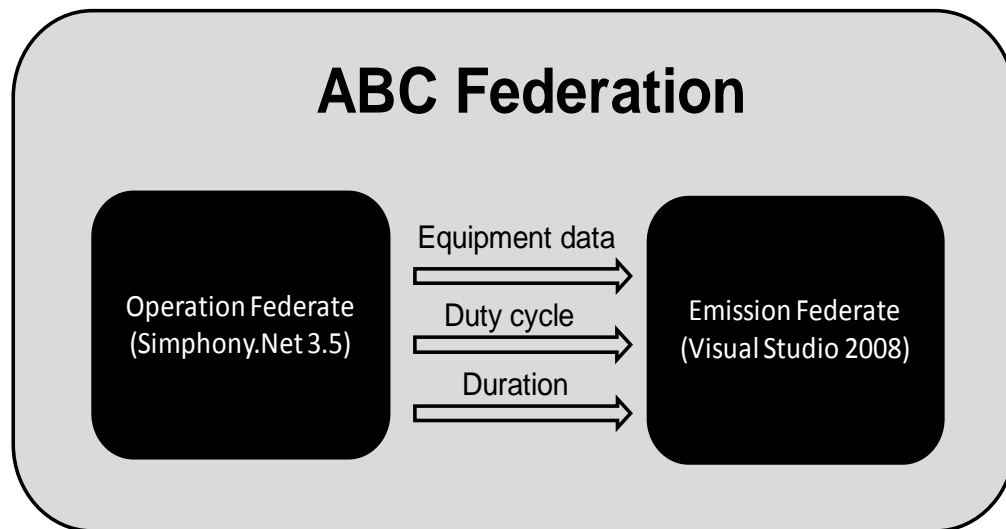 ABC Federation
Operation Federate
(Simphony.Net 3.5)
Equipment data
Duty cycle
Duration
Emission Federate
(Visual Studio 2008)